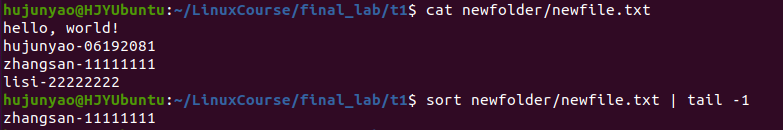 hujunyao@HJYUbuntu:~/LinuxCourse/final_lab/t1$ cat newfolder/newfile.txt
hello, world!
hujunyao-06192081
zhangsan-11111111
lisi-22222222
hujunyao@HJYUbuntu:~/LinuxCourse/final_lab/t1$ sort newfolder/newfile.txt | tail -1
zhangsan-11111111